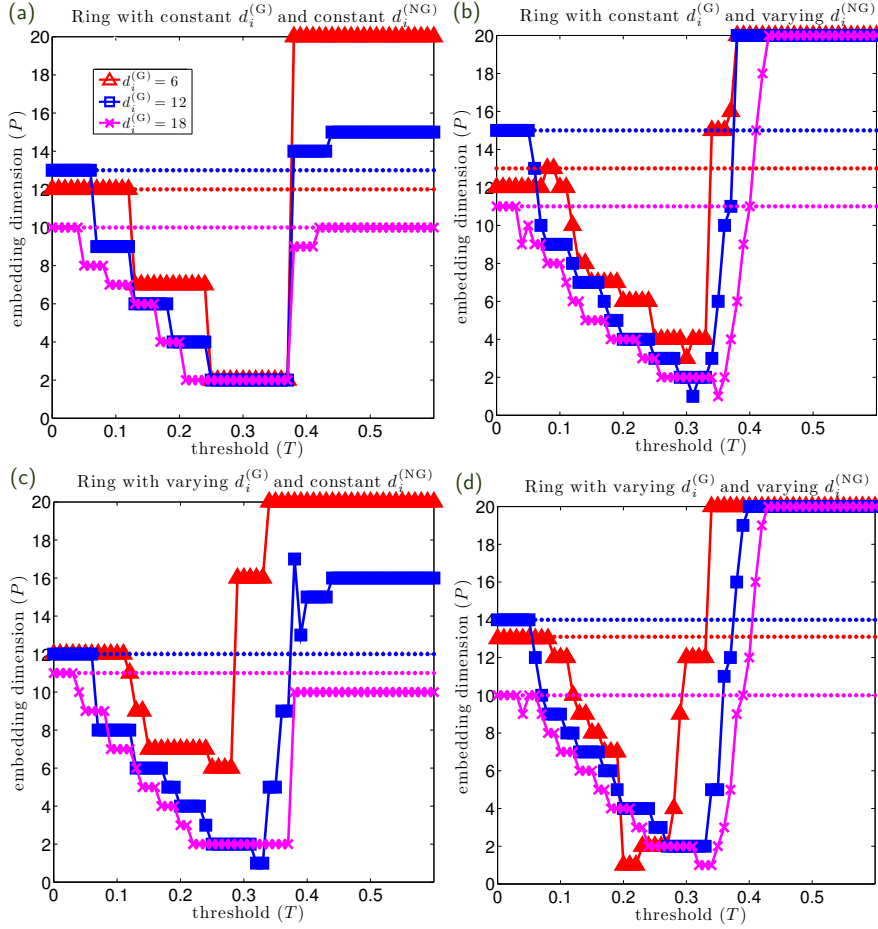 (a) Ring with constant d_i^(G) and constant d_i^(NG)
20
18
16
14
12
10
8
6
4
2
0
embedding dimension (P)
d_i^(G) = 6
d_i^(G) = 12
d_i^(G) = 18
0 0.1 0.2 0.3 0.4 0.5
threshold (T)
(b) Ring with constant d_i^(G) and varying d_i^(NG)
20
18
16
14
12
10
8
6
4
2
0
embedding dimension (P)
0 0.1 0.2 0.3 0.4 0.5
threshold (T)
(c) Ring with varying d_i^(G) and constant d_i^(NG)
20
18
16
14
12
10
8
6
4
2
0
embedding dimension (P)
0 0.1 0.2 0.3 0.4 0.5
threshold (T)
(d) Ring with varying d_i^(G) and varying d_i^(NG)
20
18
16
14
12
10
8
6
4
2
0
embedding dimension (P)
0 0.1 0.2 0.3 0.4 0.5
threshold (T)